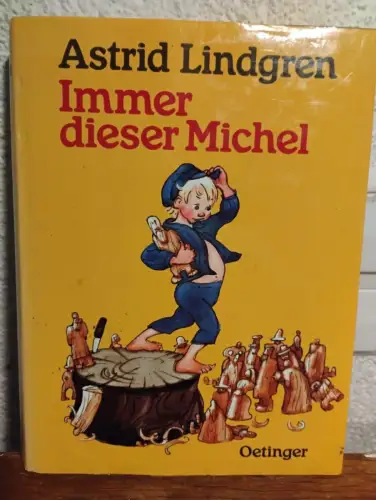 Astrid Lindgren
Immer
dieser Michel
Oetinger